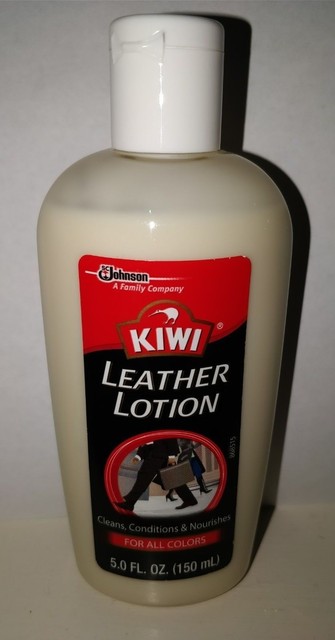 SC Johnson
A Family Company
KIWI®
LEATHER
LOTION
Cleans, Conditions & Nourishes
FOR ALL COLORS
5.0 FL. OZ. (150 mL)